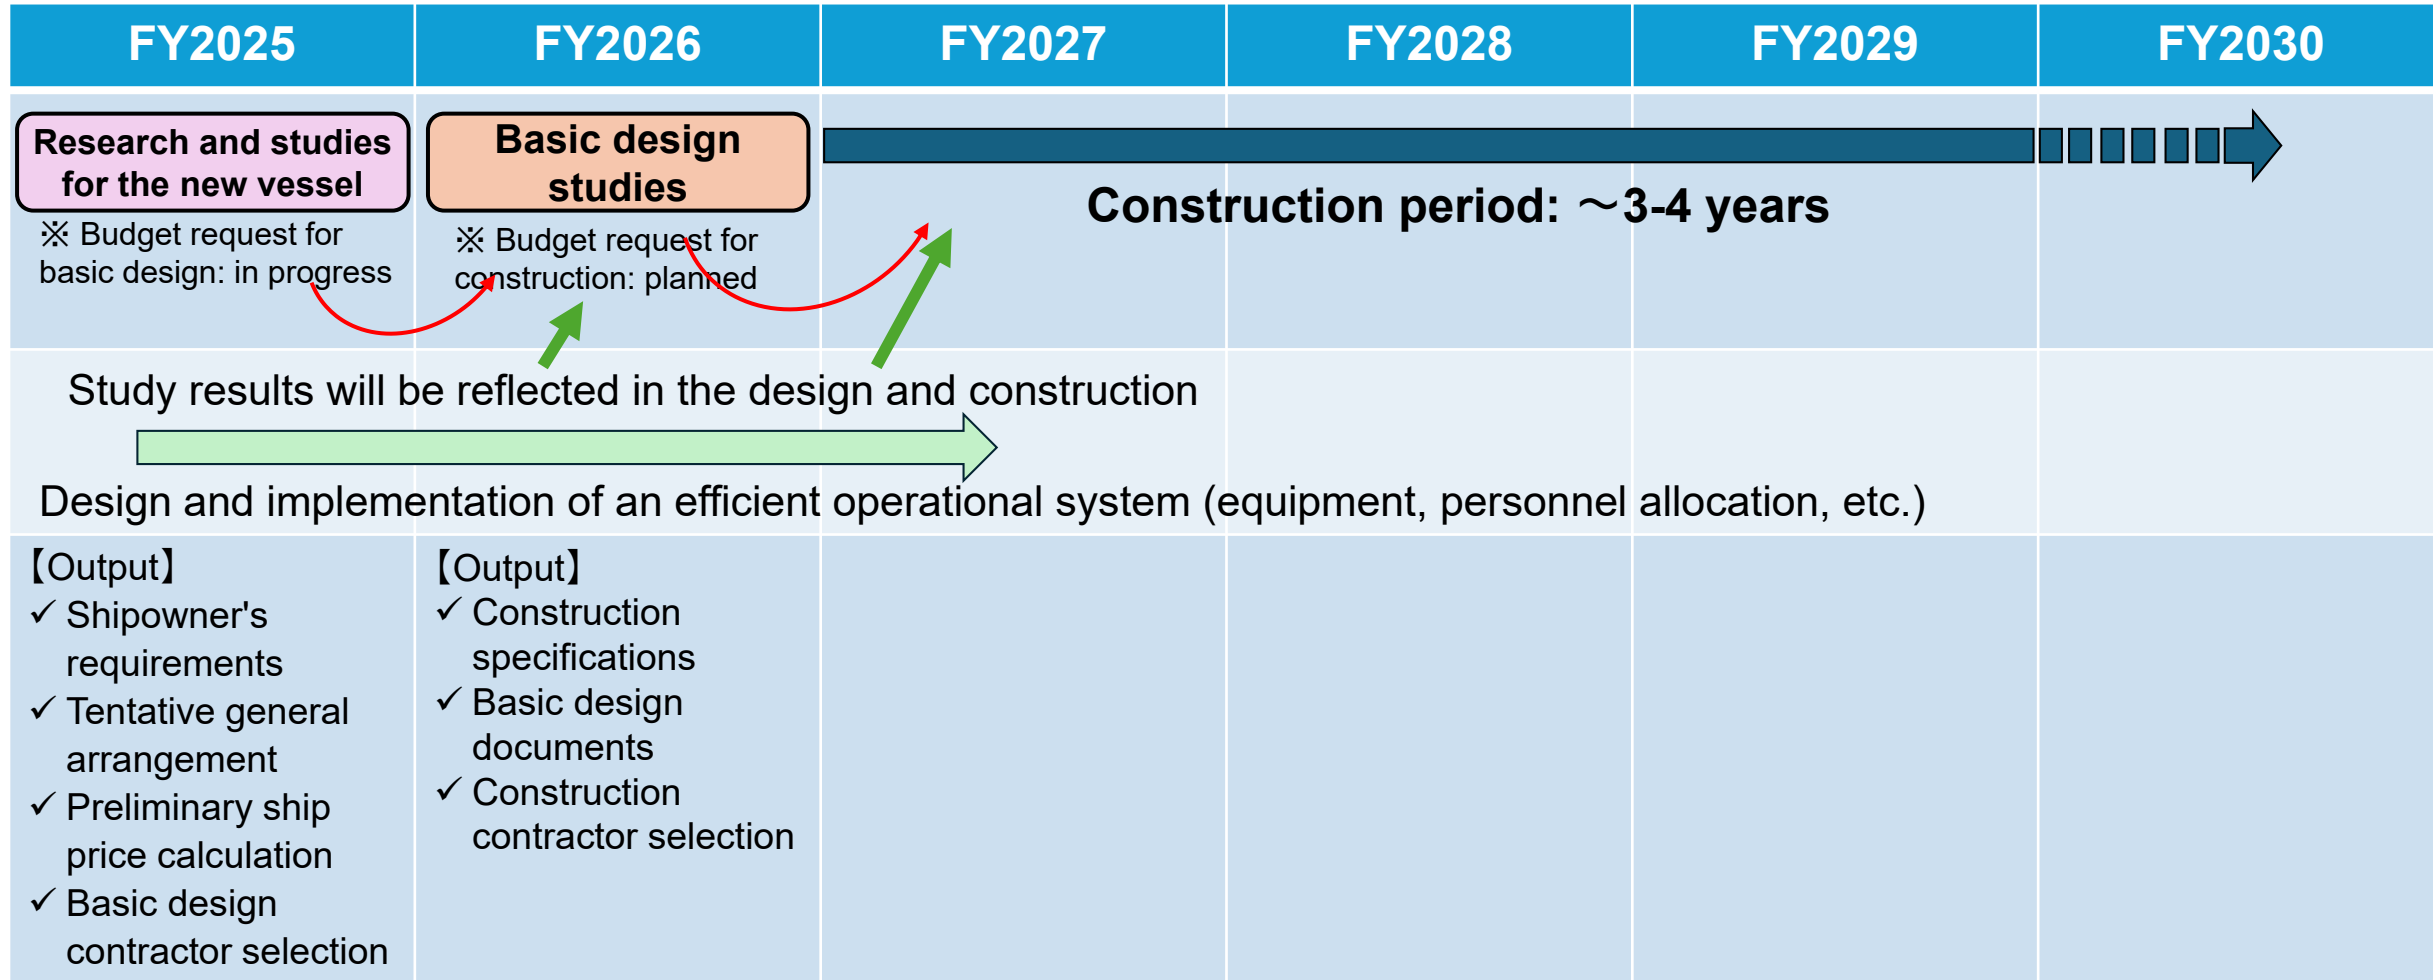 FY2025
FY2026
FY2027
FY2028
FY2029
FY2030
Research and studies
for the new vessel
※ Budget request for
basic design: in progress
Basic design
studies
※ Budget request for
construction: planned
Construction period: ～3-4 years
Study results will be reflected in the design and construction
Design and implementation of an efficient operational system (equipment, personnel allocation, etc.)
【Output】
✓ Shipowner's
requirements
✓ Tentative general
arrangement
✓ Preliminary ship
price calculation
✓ Basic design
contractor selection
【Output】
✓ Construction
specifications
✓ Basic design
documents
✓ Construction
contractor selection